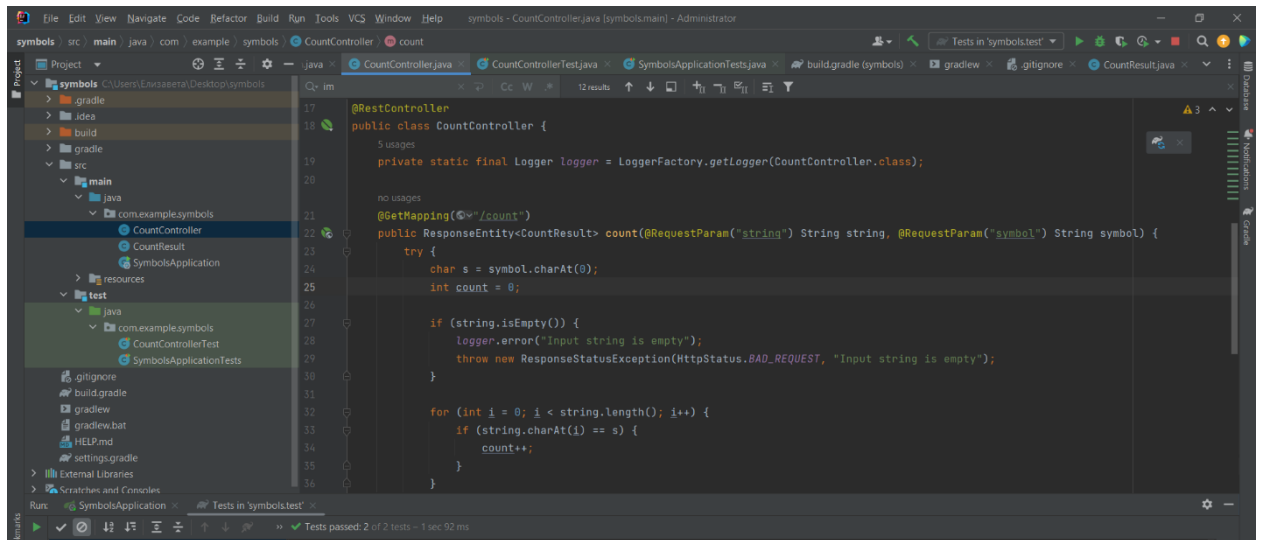 File Edit View Navigate Code Refactor Build Run Tools VCS Window Help symbols - CountController.java [symbols.main] - Administrator
symbols src main java com example symbols CountController count Tests in 'symbols.test'
Project .java CountController.java CountControllerTest.java SymbolsApplicationTests.java build.gradle (symbols) gradlew .gitignore CountResult.java
Project
symbols C:\Users\Елизавета\Desktop\symbols
.gradle
.idea
build
gradle
src
main
java
com.example.symbols
CountController
CountResult
SymbolsApplication
resources
test
java
com.example.symbols
CountControllerTest
SymbolsApplicationTests
.gitignore
build.gradle
gradlew
gradlew.bat
HELP.md
settings.gradle
External Libraries
Scratches and Consoles
im Cc W .* 12 results
3
17 @RestController
18 public class CountController {
5 usages
19 private static final Logger logger = LoggerFactory.getLogger(CountController.class);
20
no usages
21 @GetMapping("/count")
22 public ResponseEntity<CountResult> count(@RequestParam("string") String string, @RequestParam("symbol") String symbol) {
23 try {
24 char s = symbol.charAt(0);
25 int count = 0;
26
27 if (string.isEmpty()) {
28 logger.error("Input string is empty");
29 throw new ResponseStatusException(HttpStatus.BAD_REQUEST, "Input string is empty");
30 }
31
32 for (int i = 0; i < string.length(); i++) {
33 if (string.charAt(i) == s) {
34 count++;
35 }
36 }
Database
Notifications
Gradle
Run: SymbolsApplication Tests in 'symbols.test'
Tests passed: 2 of 2 tests – 1 sec 92 ms